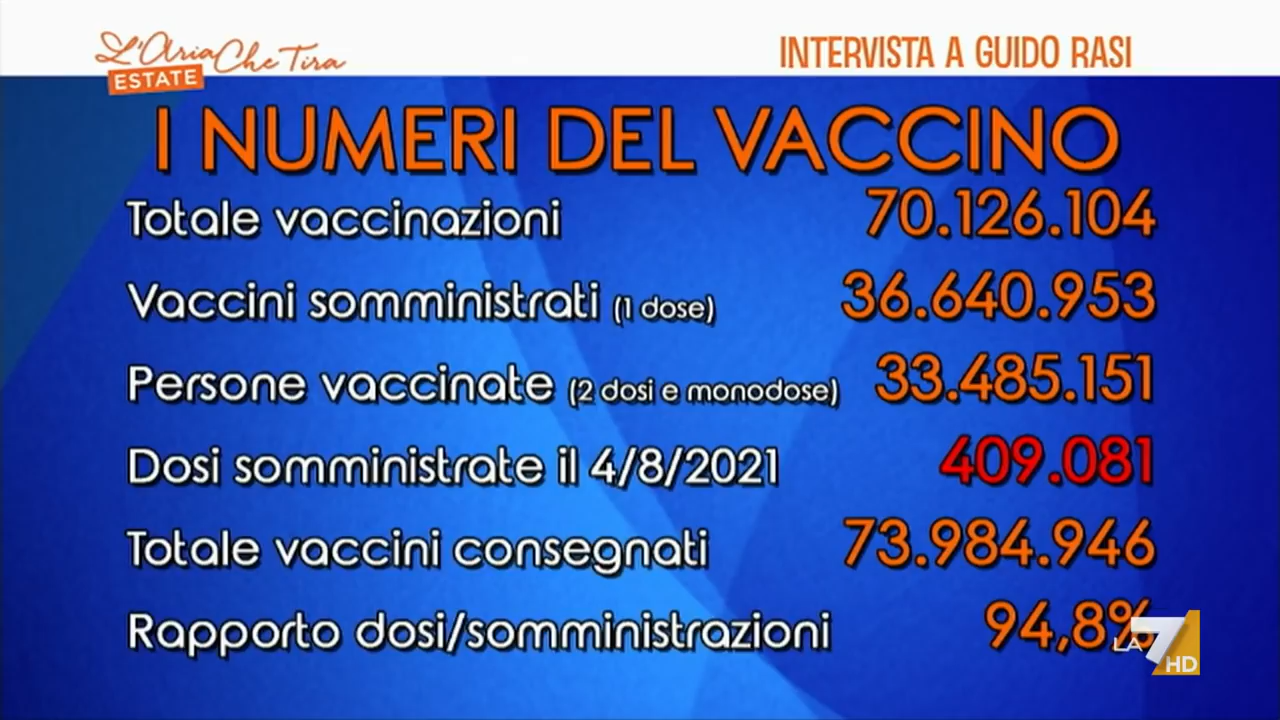 L'Aria Che Tira
ESTATE
INTERVISTA A GUIDO RASI
I NUMERI DEL VACCINO
Totale vaccinazioni 70.126.104
Vaccini somministrati (1 dose) 36.640.953
Persone vaccinate (2 dosi e monodose) 33.485.151
Dosi somministrate il 4/8/2021 409.081
Totale vaccini consegnati 73.984.946
Rapporto dosi/somministrazioni 94,8%
LA 7 HD